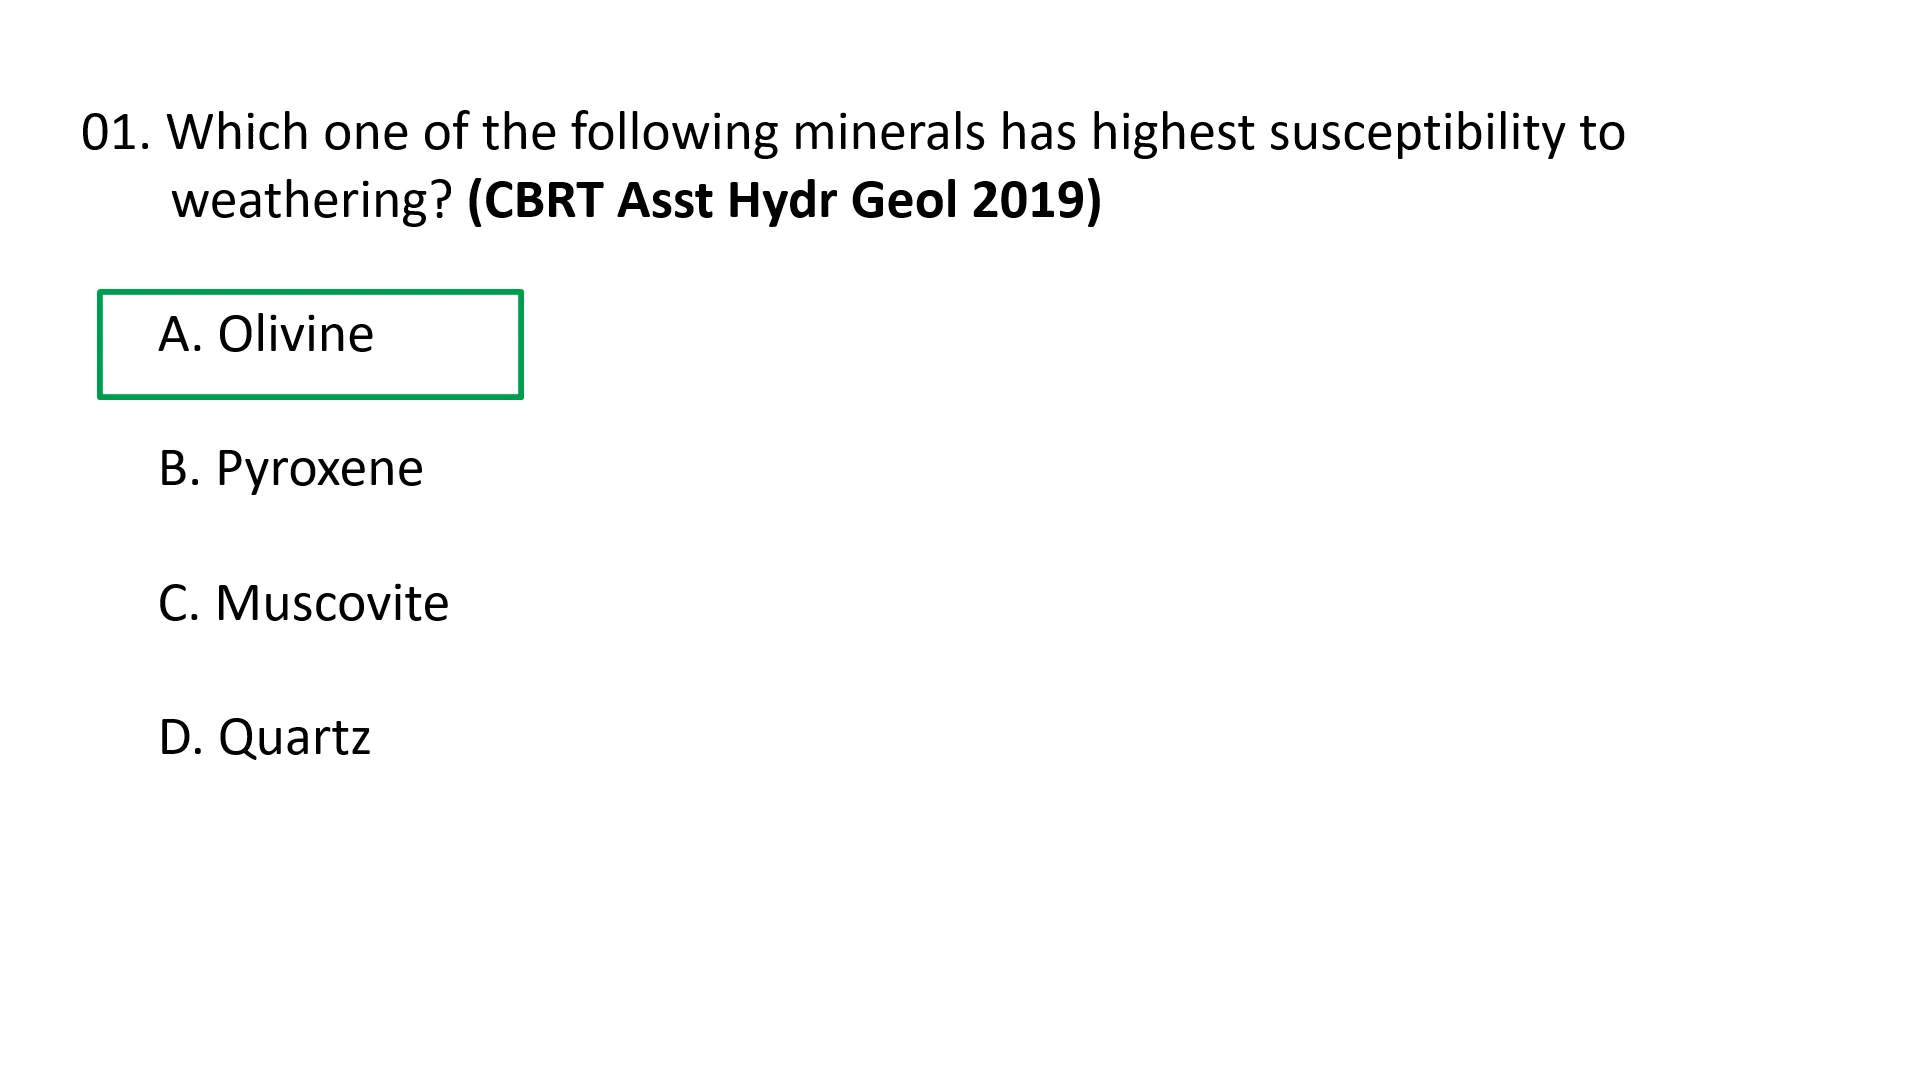 01. Which one of the following minerals has highest susceptibility to
weathering? (CBRT Asst Hydr Geol 2019)
A. Olivine
B. Pyroxene
C. Muscovite
D. Quartz